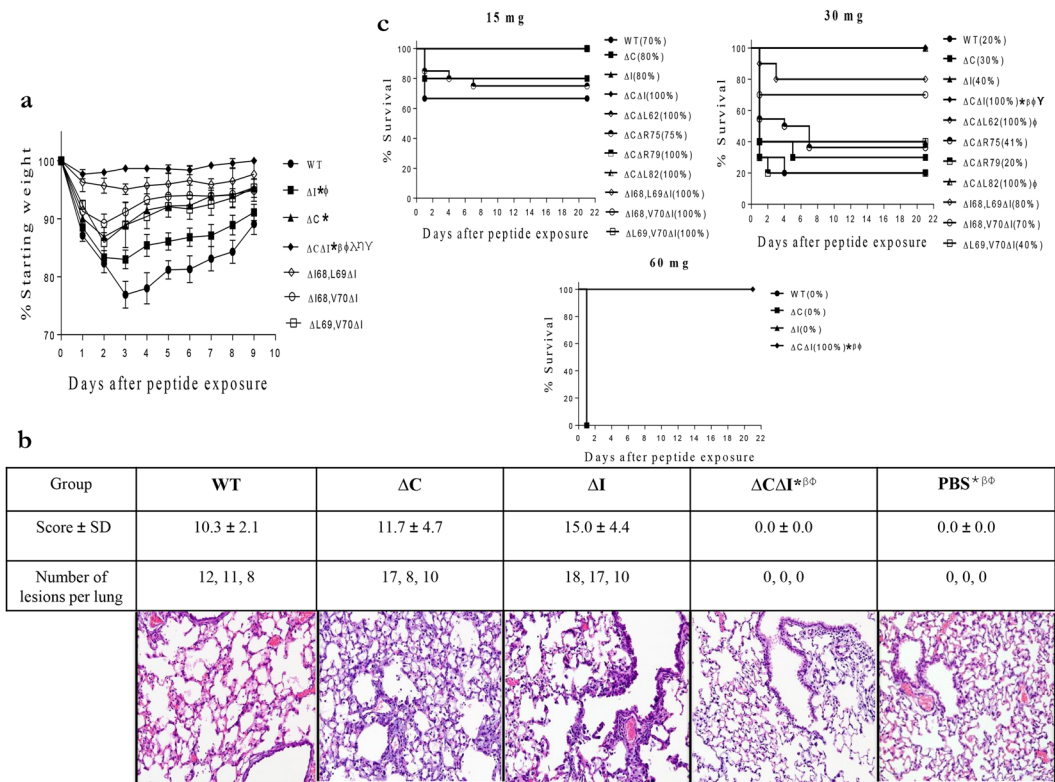 a
% Starting weight
100
90
80
70
0 1 2 3 4 5 6 7 8 9 10
Days after peptide exposure
WT
ΔI*ϕ
ΔC*
ΔCΔI*βϕλητΥ
ΔI68,L69ΔI
ΔI68,V70ΔI
ΔL69,V70ΔI
c
15 mg
% Survival
100
80
60
40
20
0
0 2 4 6 8 10 12 14 16 18 20 22
Days after peptide exposure
WT(70%)
ΔC(80%)
ΔI(80%)
ΔCΔI(100%)
ΔCΔL62(100%)
ΔCΔR75(75%)
ΔCΔR79(100%)
ΔCΔL82(100%)
ΔI68,L69ΔI(100%)
ΔI68,V70ΔI(100%)
ΔL69,V70ΔI(100%)
30 mg
% Survival
100
80
60
40
20
0
0 2 4 6 8 10 12 14 16 18 20 22
Days after peptide exposure
WT(20%)
ΔC(30%)
ΔI(40%)
ΔCΔI(100%)*βϕΥ
ΔCΔL62(100%)ϕ
ΔCΔR75(41%)
ΔCΔR79(20%)
ΔCΔL82(100%)ϕ
ΔI68,L69ΔI(80%)
ΔI68,V70ΔI(70%)
ΔL69,V70ΔI(40%)
60 mg
% Survival
100
80
60
40
20
0
0 2 4 6 8 10 12 14 16 18 20 22
Days after peptide exposure
WT(0%)
ΔC(0%)
ΔI(0%)
ΔCΔI(100%)*βϕ
b
Group WT ΔC ΔI ΔCΔI*βΦ PBS*βΦ
Score ± SD 10.3 ± 2.1 11.7 ± 4.7 15.0 ± 4.4 0.0 ± 0.0 0.0 ± 0.0
Number of
lesions per lung 12, 11, 8 17, 8, 10 18, 17, 10 0, 0, 0 0, 0, 0